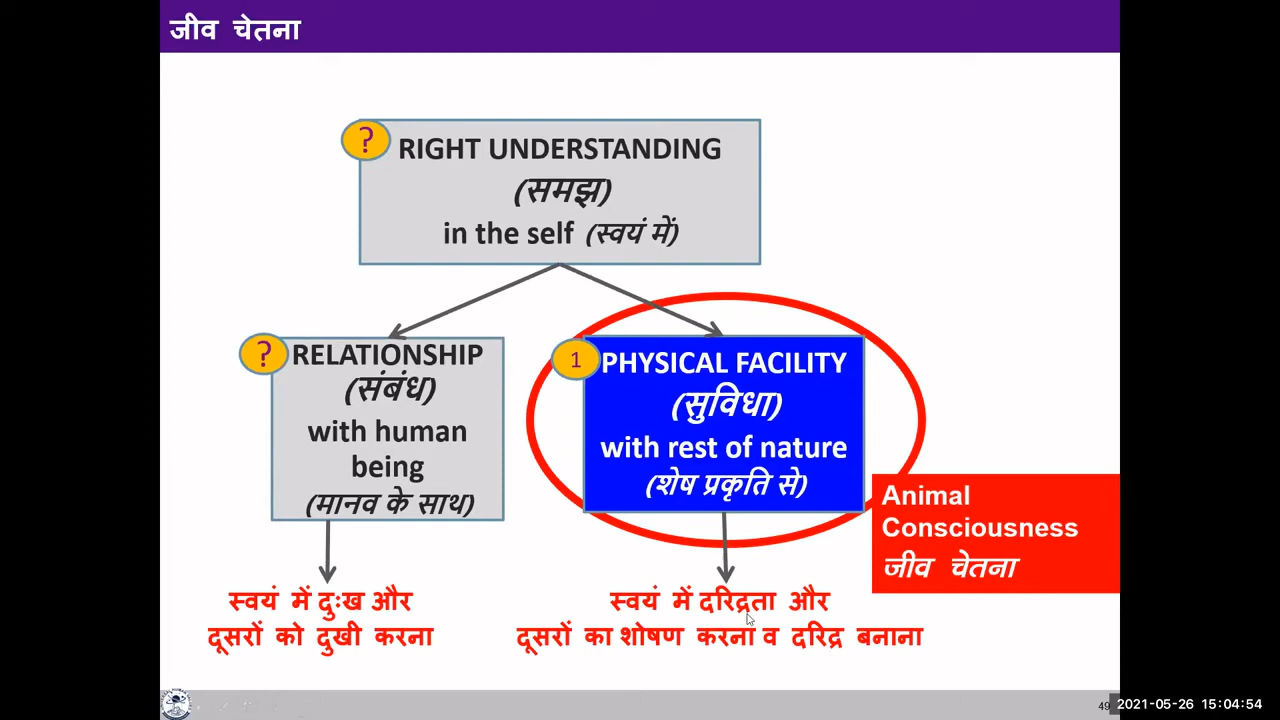 जीव चेतना
?
RIGHT UNDERSTANDING
(समझ)
in the self (स्वयं में)
?
RELATIONSHIP
(संबंध)
with human
being
(मानव के साथ)
1
PHYSICAL FACILITY
(सुविधा)
with rest of nature
(शेष प्रकृति से)
Animal
Consciousness
जीव चेतना
स्वयं में दुःख और
दूसरों को दुखी करना
स्वयं में दरिद्रता और
दूसरों का शोषण करना व दरिद्र बनाना
49
2021-05-26 15:04:54